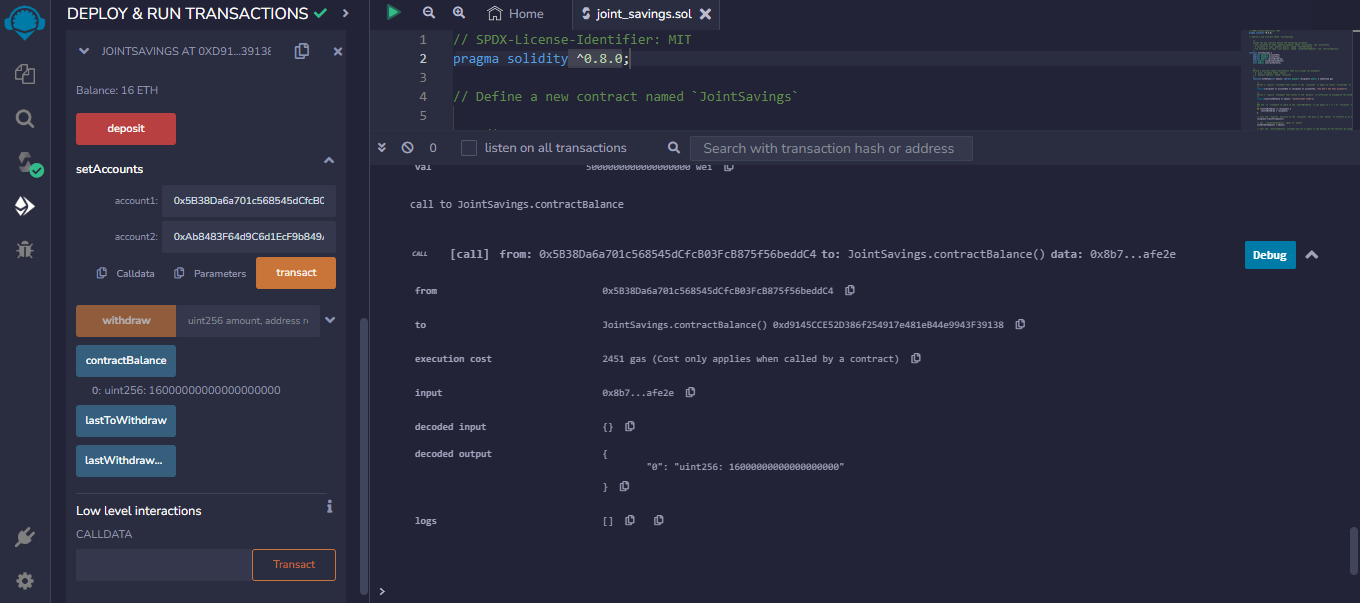 DEPLOY & RUN TRANSACTIONS
JOINTSAVINGS AT 0XD91...39138
Balance: 16 ETH
deposit
setAccounts
account1: 0x5B38Da6a701c568545dCfcB0
account2: 0xAb8483F64d9C6d1EcF9b849
Calldata Parameters transact
withdraw uint256 amount, address re
contractBalance
0: uint256: 16000000000000000000
lastToWithdraw
lastWithdraw...
Low level interactions
CALLDATA
Transact
Home joint_savings.sol
1 // SPDX-License-Identifier: MIT
2 pragma solidity ^0.8.0;
3
4 // Define a new contract named `JointSavings`
5
0 listen on all transactions Search with transaction hash or address
val wei
call to JointSavings.contractBalance
CALL [call] from: 0x5B38Da6a701c568545dCfcB03FcB875f56beddC4 to: JointSavings.contractBalance() data: 0x8b7...afe2e Debug
from 0x5B38Da6a701c568545dCfcB03FcB875f56beddC4
to JointSavings.contractBalance() 0xd9145CCE52D386f254917e481eB44e9943F39138
execution cost 2451 gas (Cost only applies when called by a contract)
input 0x8b7...afe2e
decoded input {}
decoded output {
"0": "uint256: 16000000000000000000"
}
logs []
>